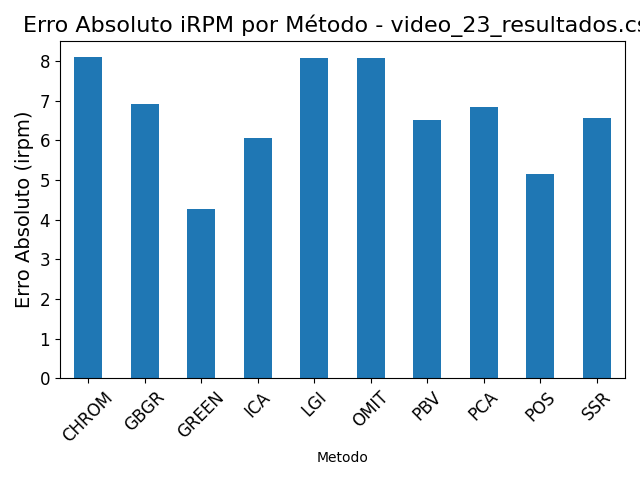 Erro Absoluto iRPM por Método - video_23_resultados.cs
Erro Absoluto (irpm)
8
7
6
5
4
3
2
1
0
CHROM GBGR GREEN ICA LGI OMIT PBV PCA POS SSR
Metodo